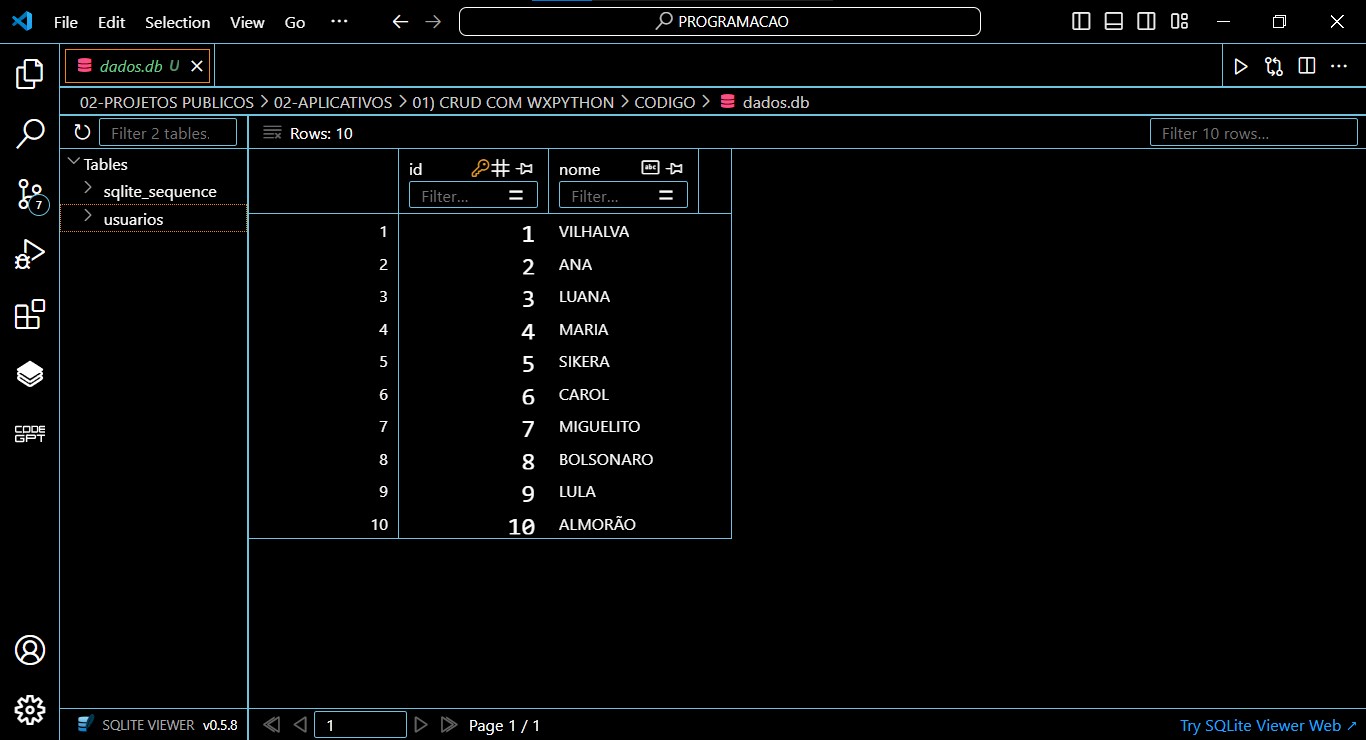 File Edit Selection View Go ··· PROGRAMACAO
dados.db U
02-PROJETOS PUBLICOS > 02-APLICATIVOS > 01) CRUD COM WXPYTHON > CODIGO > dados.db
Filter 2 tables. Rows: 10 Filter 10 rows...
Tables
sqlite_sequence
usuarios
7
CODE
GPT
id nome
abc
Filter... = Filter... =
1 1 VILHALVA
2 2 ANA
3 3 LUANA
4 4 MARIA
5 5 SIKERA
6 6 CAROL
7 7 MIGUELITO
8 8 BOLSONARO
9 9 LULA
10 10 ALMORÃO
SQLITE VIEWER v0.5.8 1 Page 1 / 1 Try SQLite Viewer Web ↗